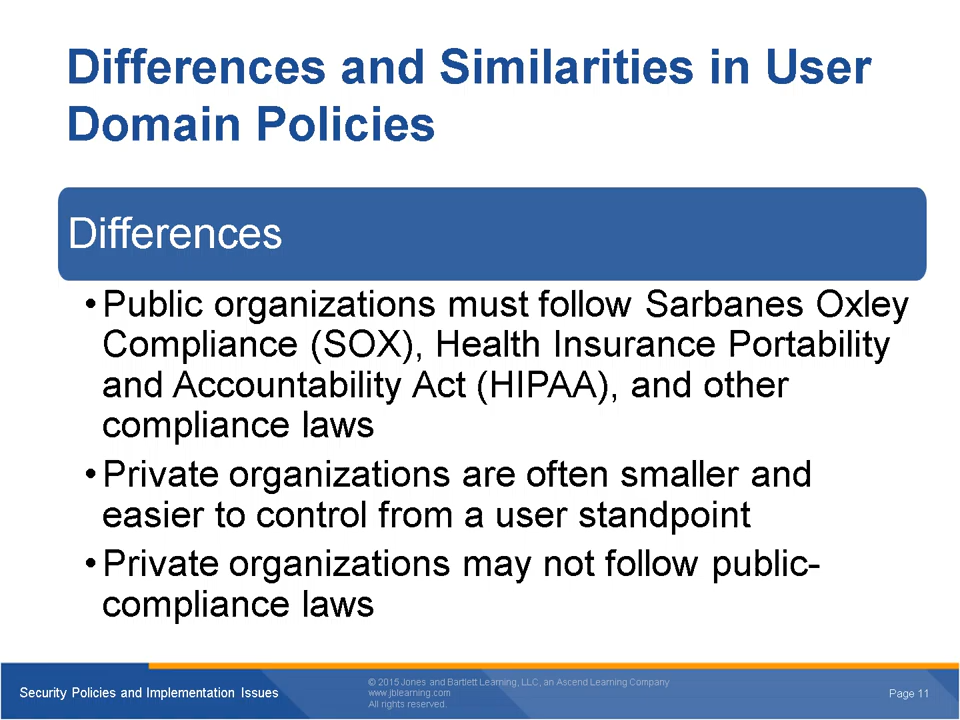 Differences and Similarities in User
Domain Policies
Differences
•Public organizations must follow Sarbanes Oxley
Compliance (SOX), Health Insurance Portability
and Accountability Act (HIPAA), and other
compliance laws
•Private organizations are often smaller and
easier to control from a user standpoint
•Private organizations may not follow public-
compliance laws
Security Policies and Implementation Issues
© 2015 Jones and Bartlett Learning, LLC, an Ascend Learning Company
www.jblearning.com
All rights reserved.
Page 11